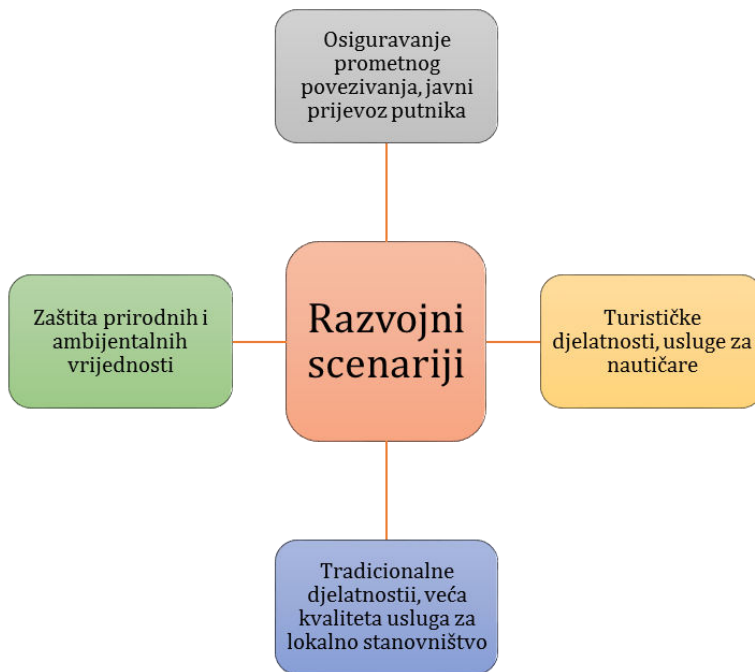 Osiguravanje
prometnog
povezivanja, javni
prijevoz putnika
Zaštita prirodnih i
ambijentalnih
vrijednosti
Razvojni
scenariji
Turističke
djelatnosti, usluge za
nautičare
Tradicionalne
djelatnostii, veća
kvaliteta usluga za
lokalno stanovništvo